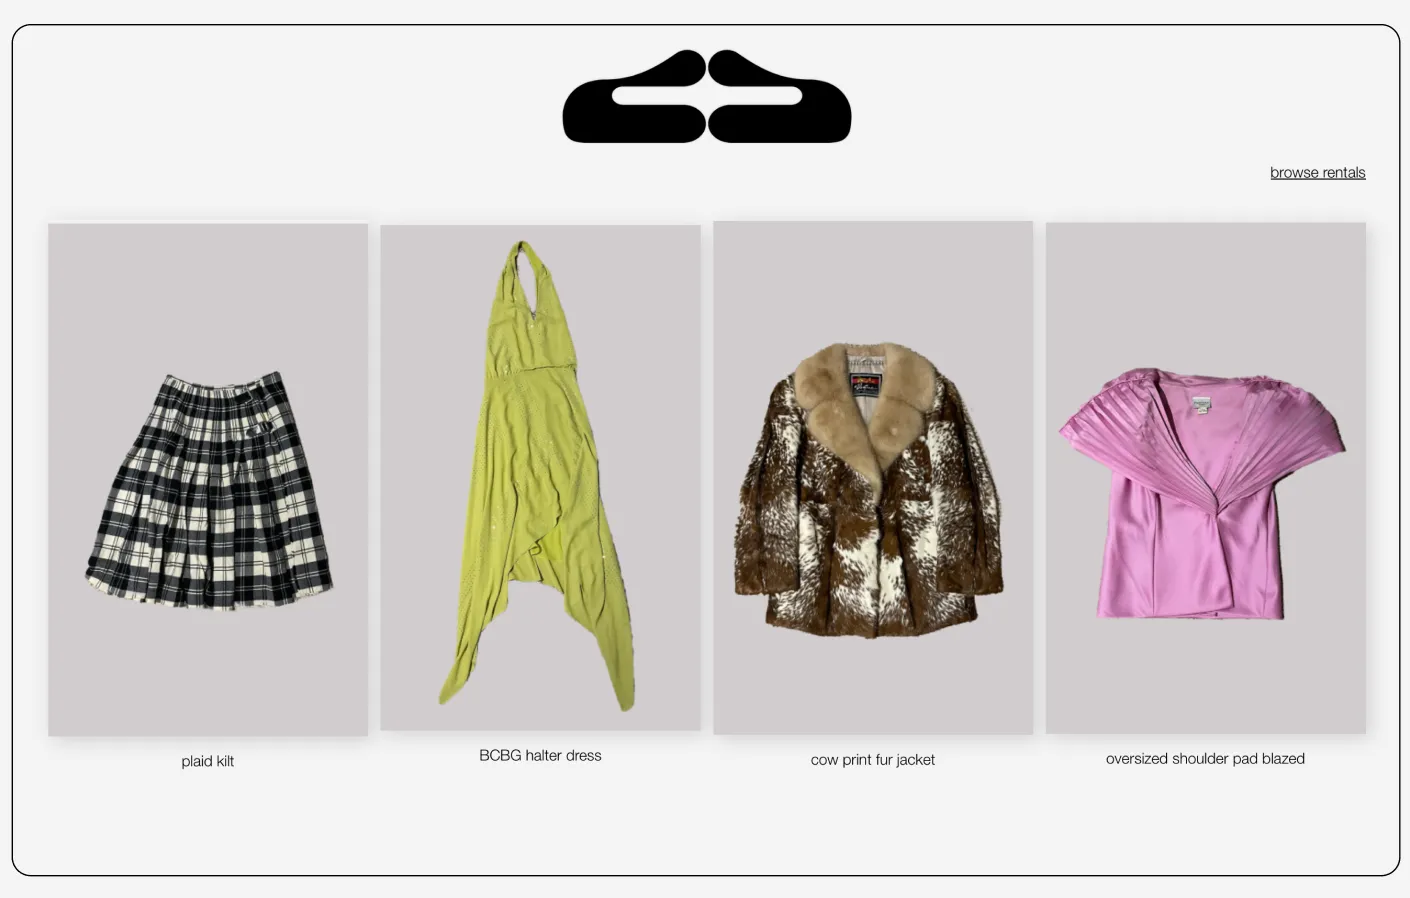 browse rentals
plaid kilt
BCBG halter dress
cow print fur jacket
oversized shoulder pad blazed